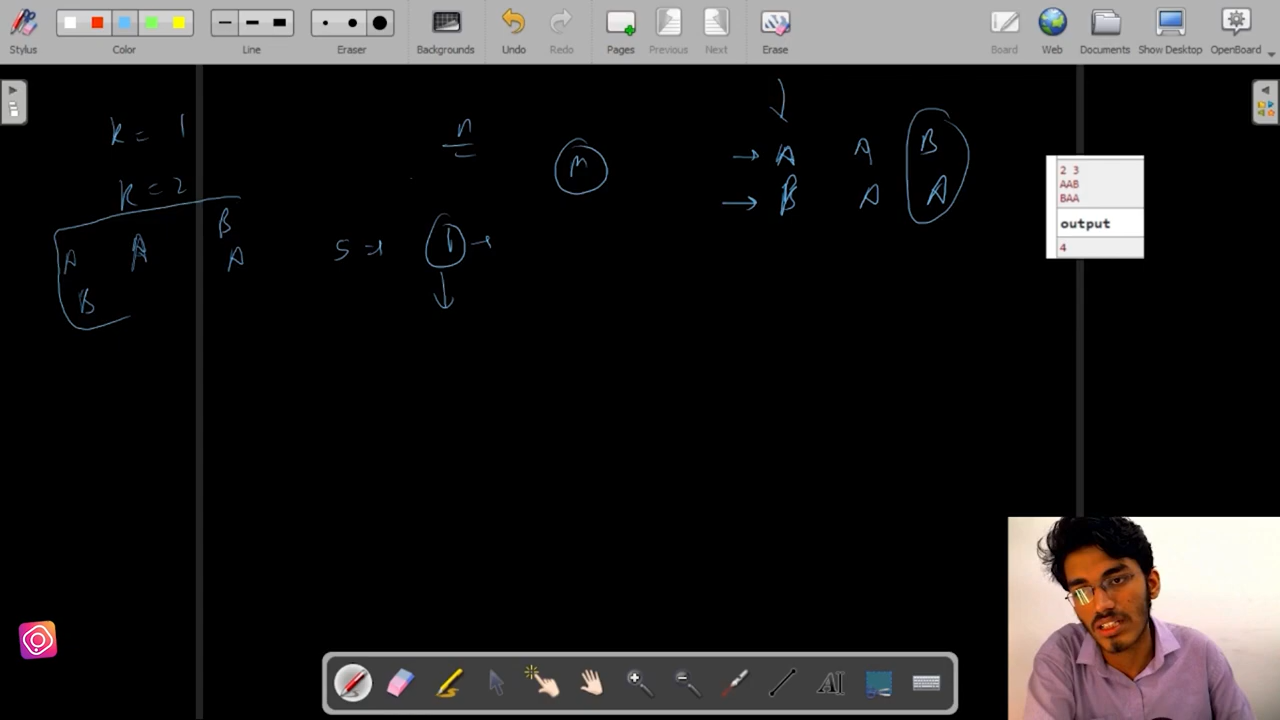 Stylus
Color
Line
Eraser
Backgrounds
Undo
Redo
Pages
Previous
Next
Erase
Board
Web
Documents
Show Desktop
OpenBoard
k = 1
k = 2
A A B
B A
n
M
S =
1
A A B
B A A
2 3
AAB
BAA
output
4
AI